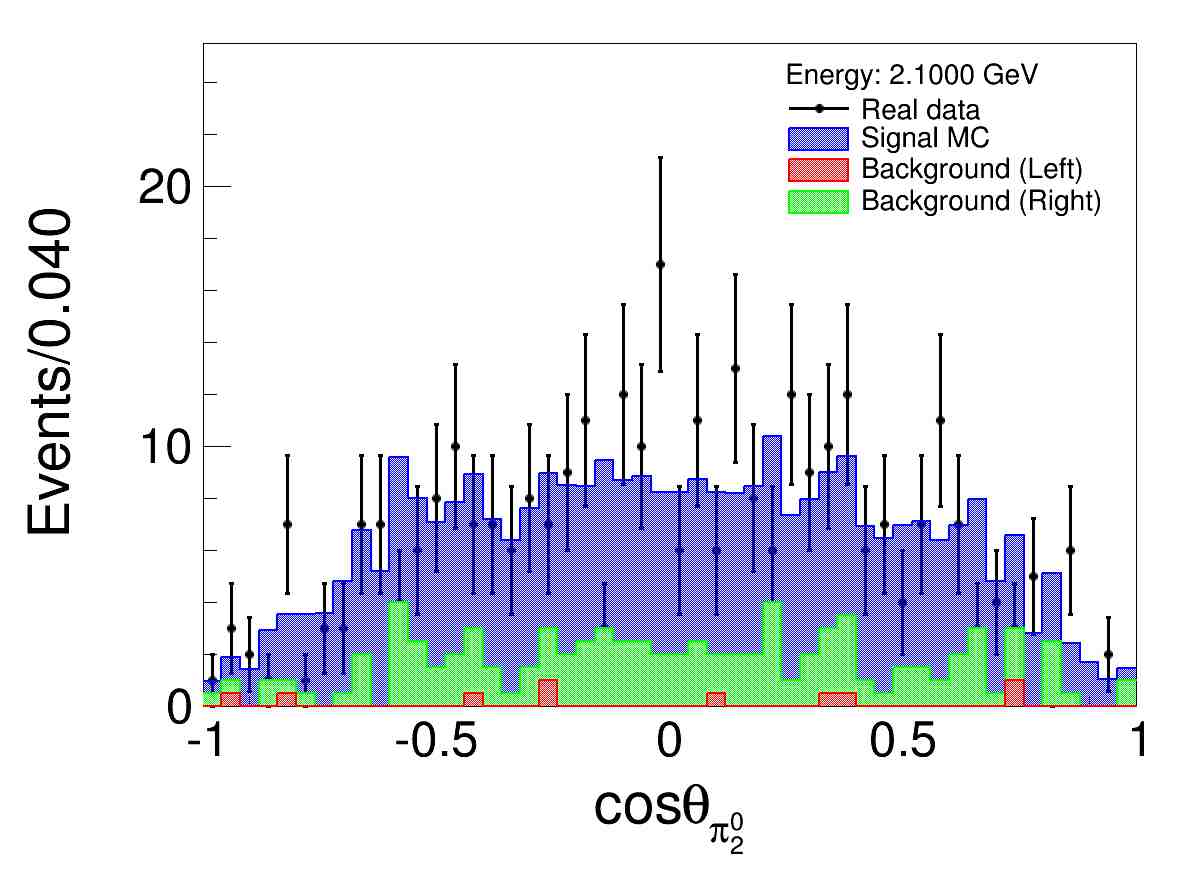 Energy: 2.1000 GeV
Real data
Signal MC
Background (Left)
Background (Right)
Events/0.040
20
10
0
-1 -0.5 0 0.5 1
cosθπ⁰₂